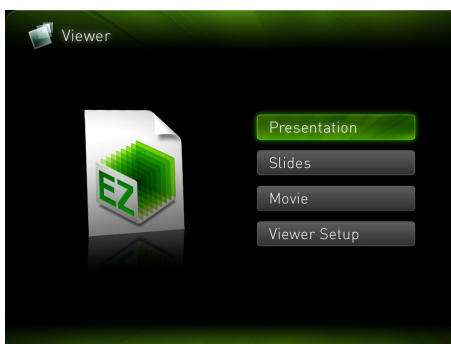 Viewer
EZ
Presentation
Slides
Movie
Viewer Setup